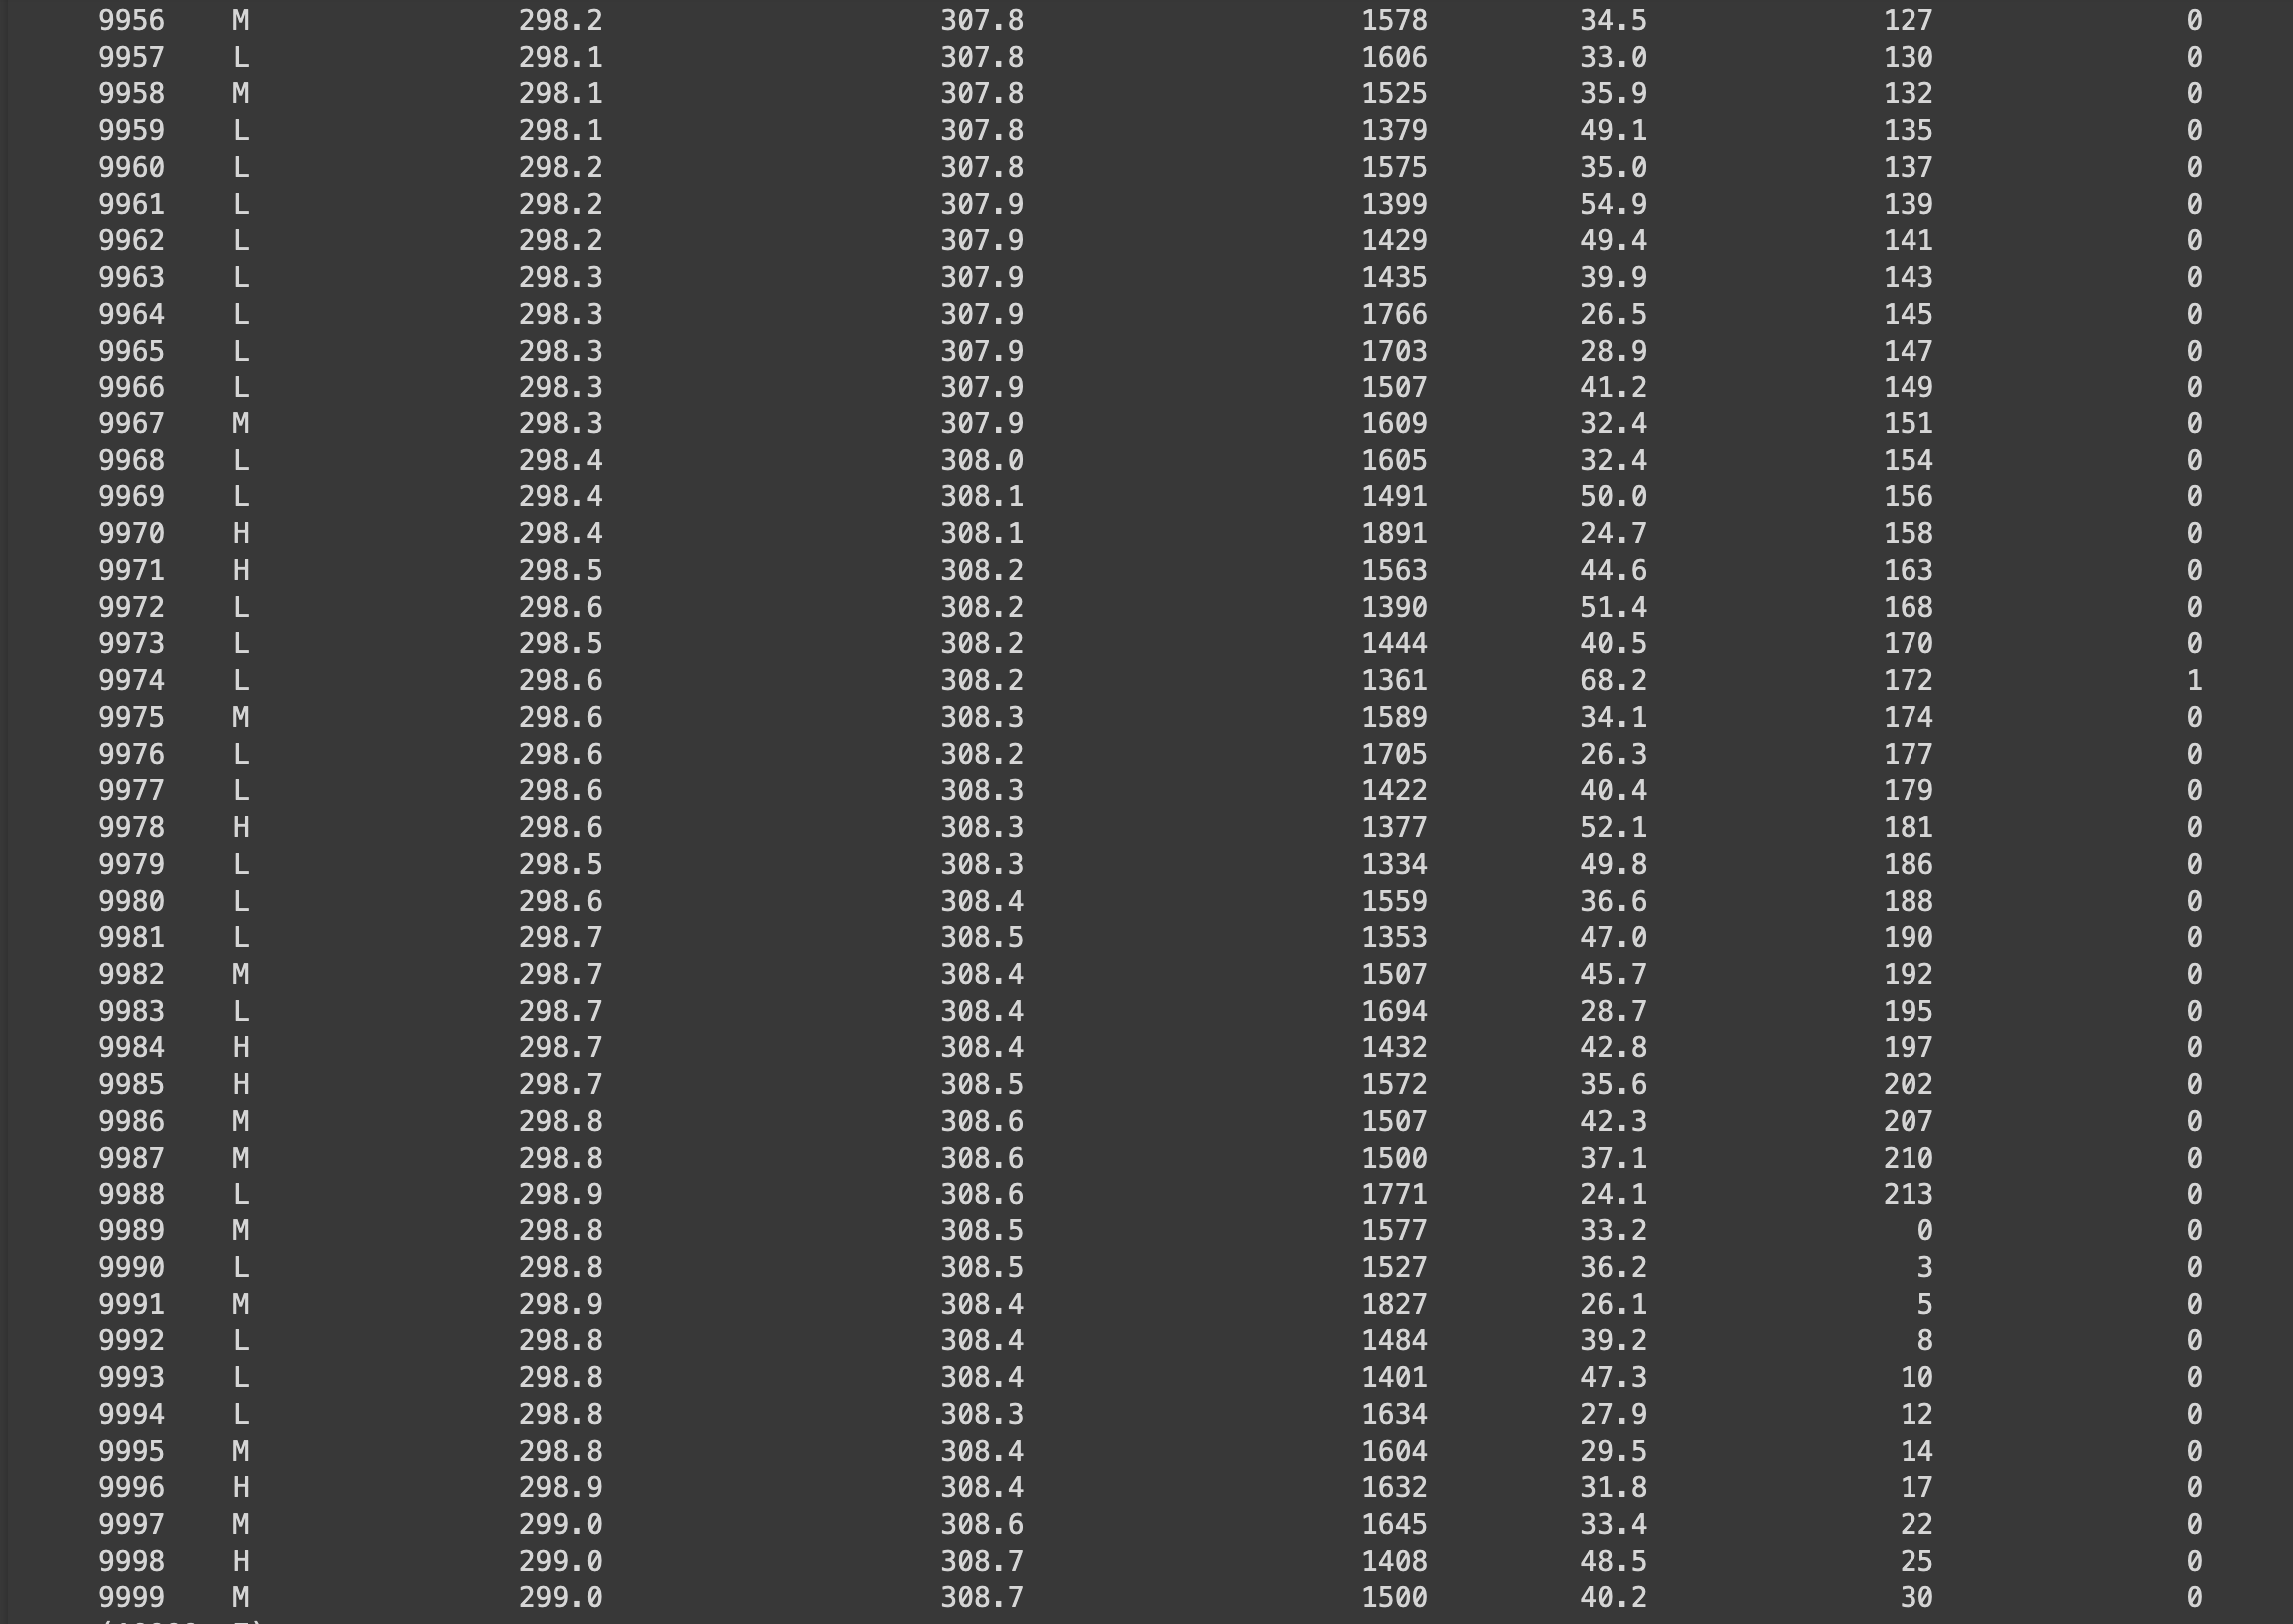 9956 M 298.2 307.8 1578 34.5 127 0
9957 L 298.1 307.8 1606 33.0 130 0
9958 M 298.1 307.8 1525 35.9 132 0
9959 L 298.1 307.8 1379 49.1 135 0
9960 L 298.2 307.8 1575 35.0 137 0
9961 L 298.2 307.9 1399 54.9 139 0
9962 L 298.2 307.9 1429 49.4 141 0
9963 L 298.3 307.9 1435 39.9 143 0
9964 L 298.3 307.9 1766 26.5 145 0
9965 L 298.3 307.9 1703 28.9 147 0
9966 L 298.3 307.9 1507 41.2 149 0
9967 M 298.3 307.9 1609 32.4 151 0
9968 L 298.4 308.0 1605 32.4 154 0
9969 L 298.4 308.1 1491 50.0 156 0
9970 H 298.4 308.1 1891 24.7 158 0
9971 H 298.5 308.2 1563 44.6 163 0
9972 L 298.6 308.2 1390 51.4 168 0
9973 L 298.5 308.2 1444 40.5 170 0
9974 L 298.6 308.2 1361 68.2 172 1
9975 M 298.6 308.3 1589 34.1 174 0
9976 L 298.6 308.2 1705 26.3 177 0
9977 L 298.6 308.3 1422 40.4 179 0
9978 H 298.6 308.3 1377 52.1 181 0
9979 L 298.5 308.3 1334 49.8 186 0
9980 L 298.6 308.4 1559 36.6 188 0
9981 L 298.7 308.5 1353 47.0 190 0
9982 M 298.7 308.4 1507 45.7 192 0
9983 L 298.7 308.4 1694 28.7 195 0
9984 H 298.7 308.4 1432 42.8 197 0
9985 H 298.7 308.5 1572 35.6 202 0
9986 M 298.8 308.6 1507 42.3 207 0
9987 M 298.8 308.6 1500 37.1 210 0
9988 L 298.9 308.6 1771 24.1 213 0
9989 M 298.8 308.5 1577 33.2 0 0
9990 L 298.8 308.5 1527 36.2 3 0
9991 M 298.9 308.4 1827 26.1 5 0
9992 L 298.8 308.4 1484 39.2 8 0
9993 L 298.8 308.4 1401 47.3 10 0
9994 L 298.8 308.3 1634 27.9 12 0
9995 M 298.8 308.4 1604 29.5 14 0
9996 H 298.9 308.4 1632 31.8 17 0
9997 M 299.0 308.6 1645 33.4 22 0
9998 H 299.0 308.7 1408 48.5 25 0
9999 M 299.0 308.7 1500 40.2 30 0